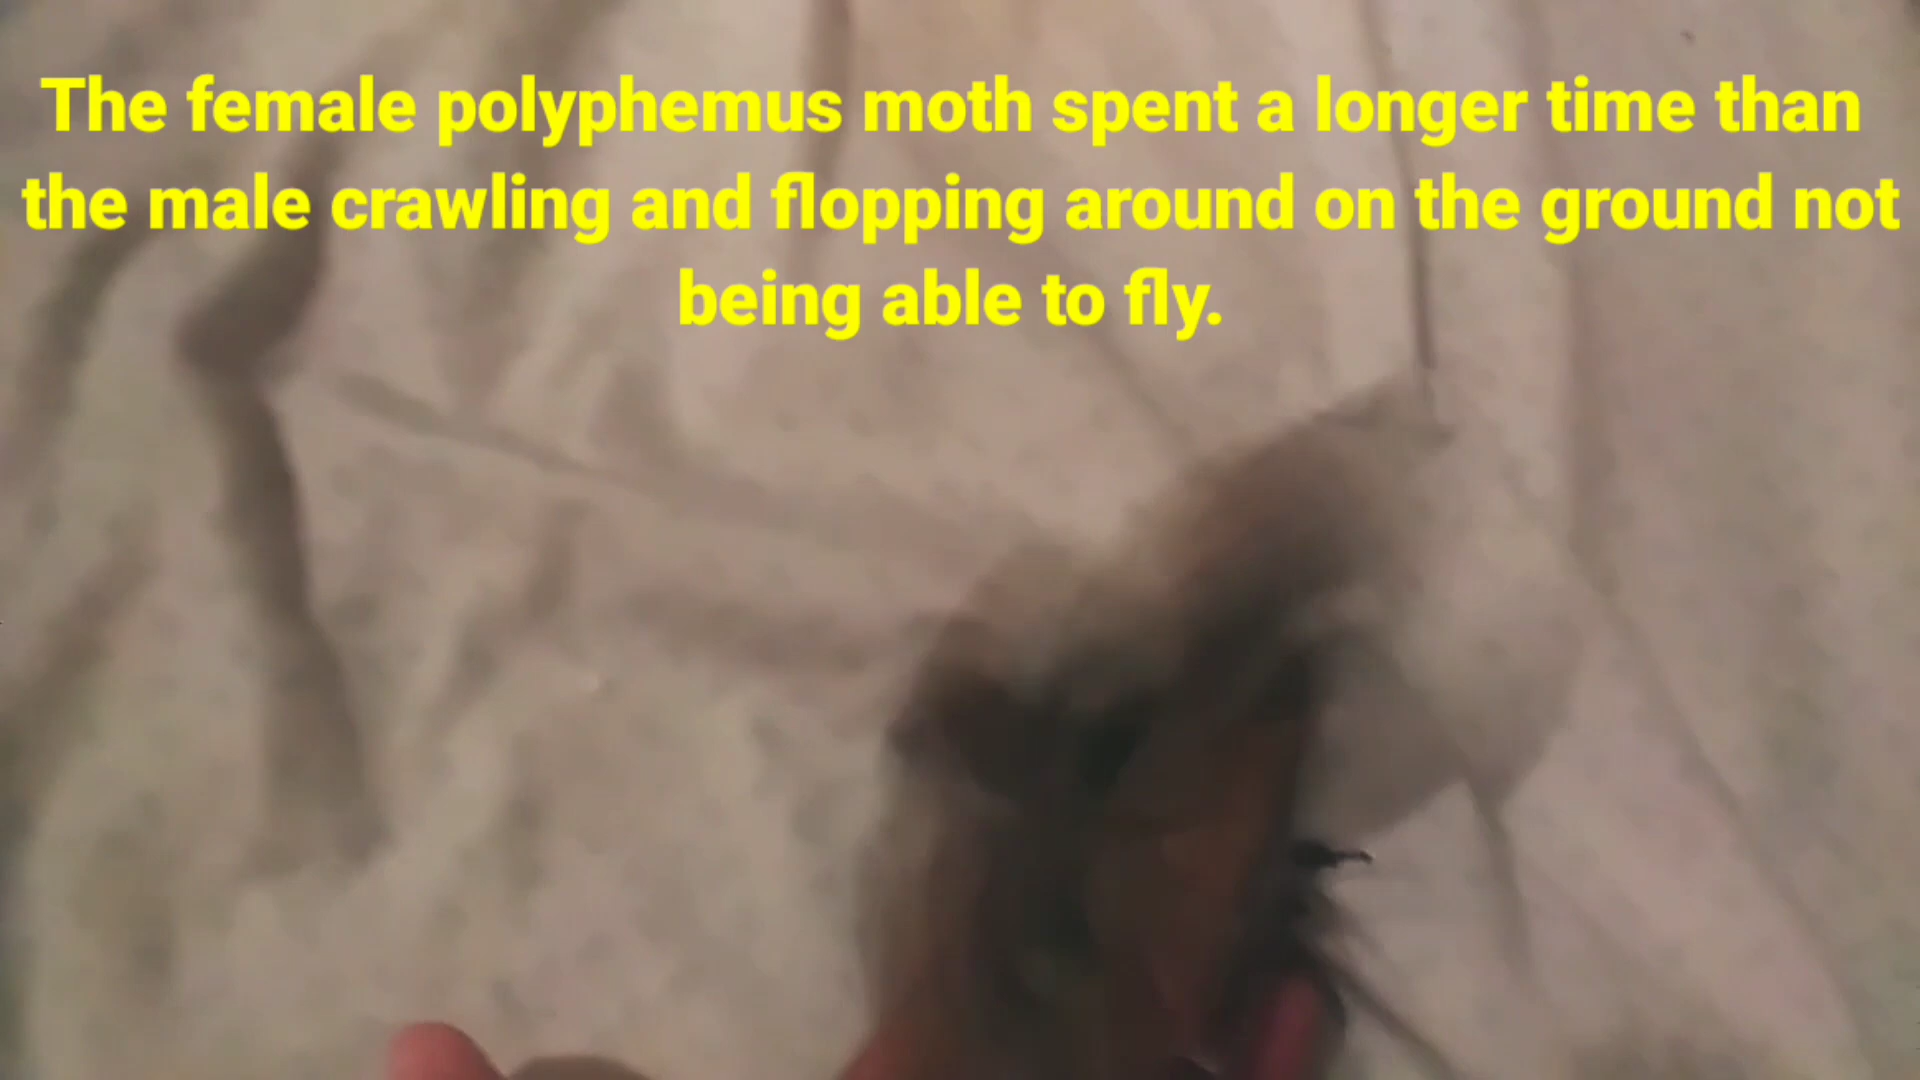 The female polyphemus moth spent a longer time than
the male crawling and flopping around on the ground not
being able to fly.